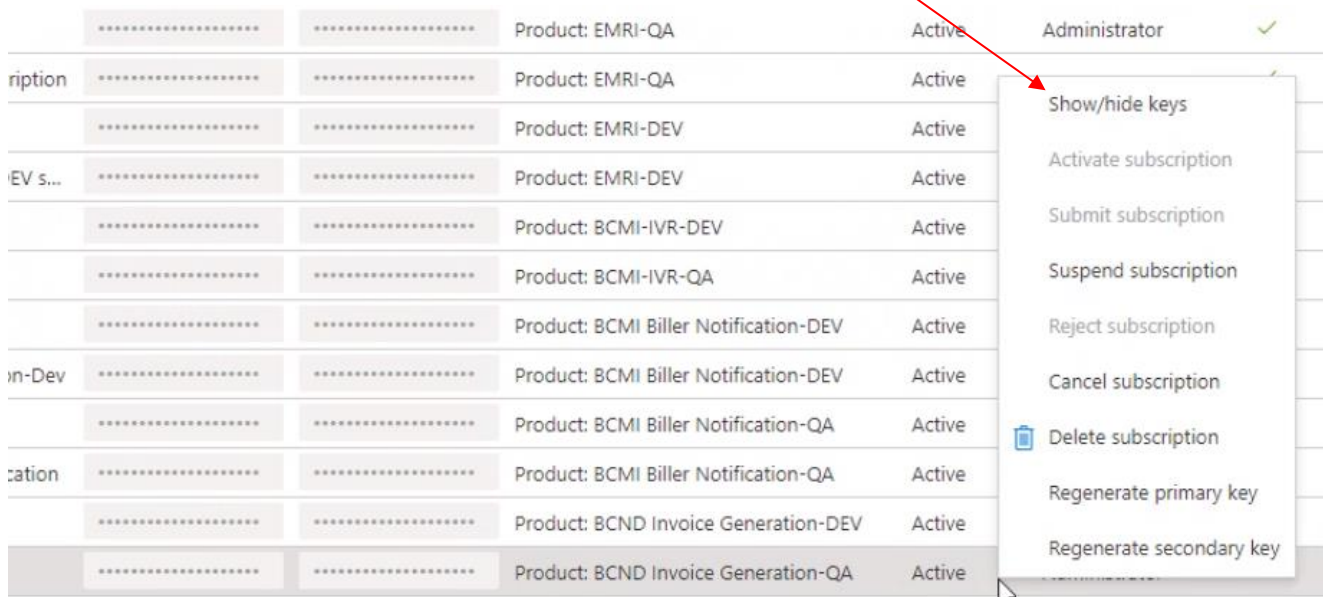 Product: EMRI-QA Active Administrator
ription Product: EMRI-QA Active
Show/hide keys
Product: EMRI-DEV Active
Activate subscription
EV s... Product: EMRI-DEV Active
Submit subscription
Product: BCMI-IVR-DEV Active
Product: BCMI-IVR-QA Active
Suspend subscription
Product: BCMI Biller Notification-DEV Active
Reject subscription
on-Dev Product: BCMI Biller Notification-DEV Active
Cancel subscription
Product: BCMI Biller Notification-QA Active
Delete subscription
cation Product: BCMI Biller Notification-QA Active
Regenerate primary key
Product: BCND Invoice Generation-DEV Active
Regenerate secondary key
Product: BCND Invoice Generation-QA Active